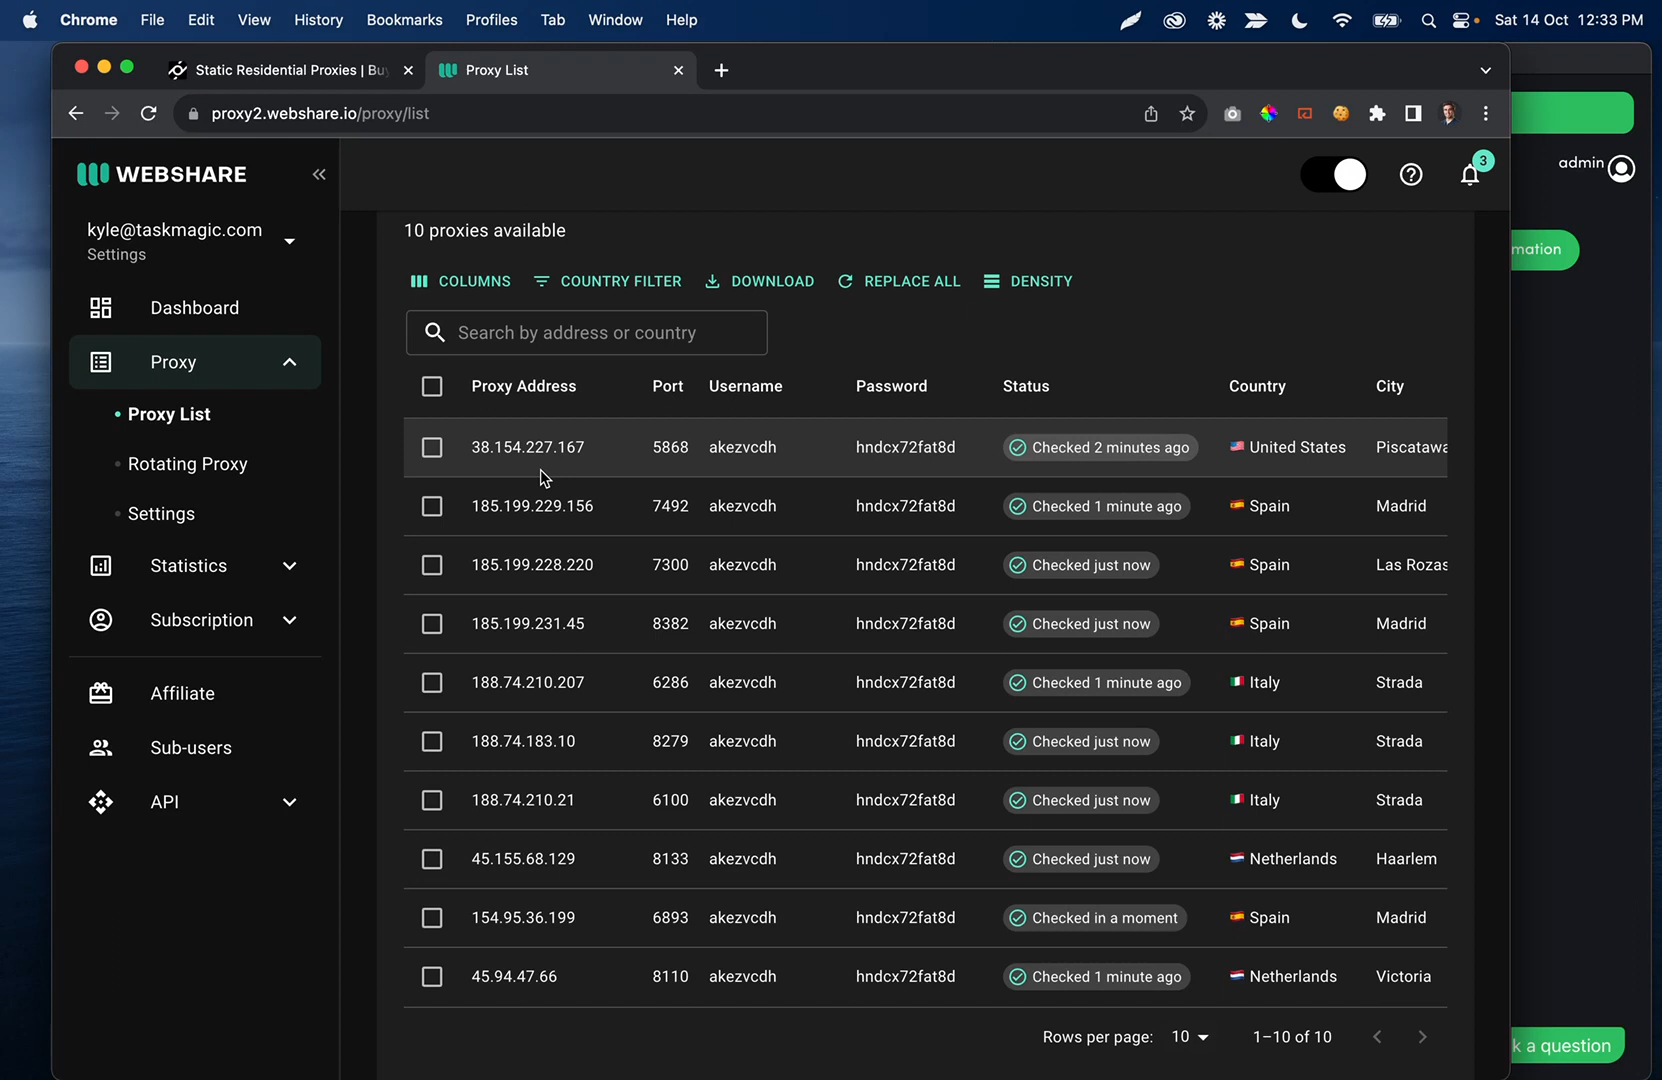 Chrome File Edit View History Bookmarks Profiles Tab Window Help Sat 14 Oct 12:33 PM
Static Residential Proxies | Buy Proxy List
proxy2.webshare.io/proxy/list
WEBSHARE
3
admin
kyle@taskmagic.com
Settings
mation
10 proxies available
COLUMNS COUNTRY FILTER DOWNLOAD REPLACE ALL DENSITY
Search by address or country
Dashboard
Proxy
Proxy List
Rotating Proxy
Settings
Statistics
Subscription
Affiliate
Sub-users
API
Proxy Address Port Username Password Status Country City
38.154.227.167 5868 akezvcdh hndcx72fat8d Checked 2 minutes ago United States Piscatawa
185.199.229.156 7492 akezvcdh hndcx72fat8d Checked 1 minute ago Spain Madrid
185.199.228.220 7300 akezvcdh hndcx72fat8d Checked just now Spain Las Rozas
185.199.231.45 8382 akezvcdh hndcx72fat8d Checked just now Spain Madrid
188.74.210.207 6286 akezvcdh hndcx72fat8d Checked 1 minute ago Italy Strada
188.74.183.10 8279 akezvcdh hndcx72fat8d Checked just now Italy Strada
188.74.210.21 6100 akezvcdh hndcx72fat8d Checked just now Italy Strada
45.155.68.129 8133 akezvcdh hndcx72fat8d Checked just now Netherlands Haarlem
154.95.36.199 6893 akezvcdh hndcx72fat8d Checked in a moment Spain Madrid
45.94.47.66 8110 akezvcdh hndcx72fat8d Checked 1 minute ago Netherlands Victoria
Rows per page: 10 1–10 of 10
k a question